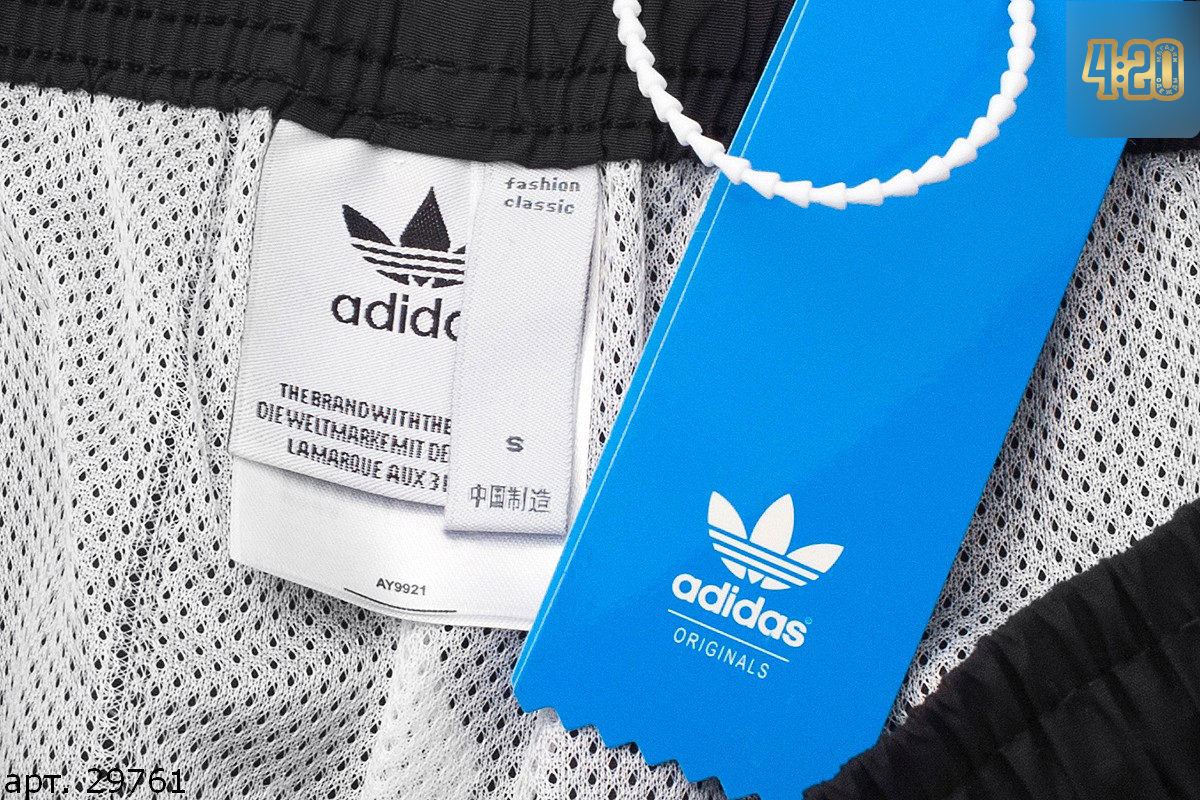 4:20
fashion
classic
adida
THE BRAND WITH THE
DIE WELTMARKE MIT DE
LA MARQUE AUX 3
S
中国制造
AY9921
adidas
ORIGINALS
арт. 29761